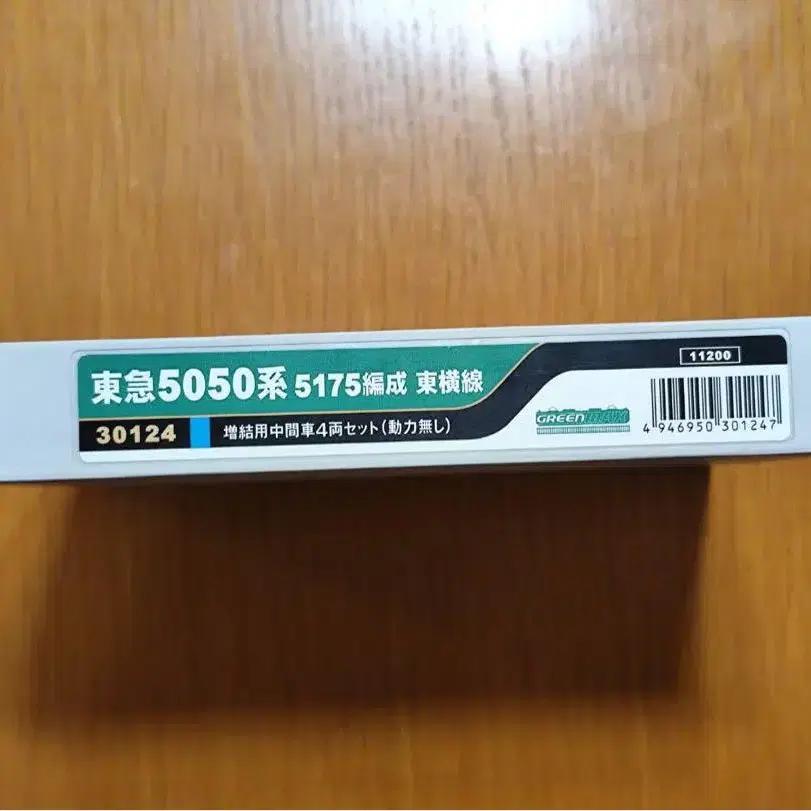 東急5050系 5175編成 東横線
11200
30124
増結用中間車4両セット(動力無し)
GREENMAX
4 946950 301247